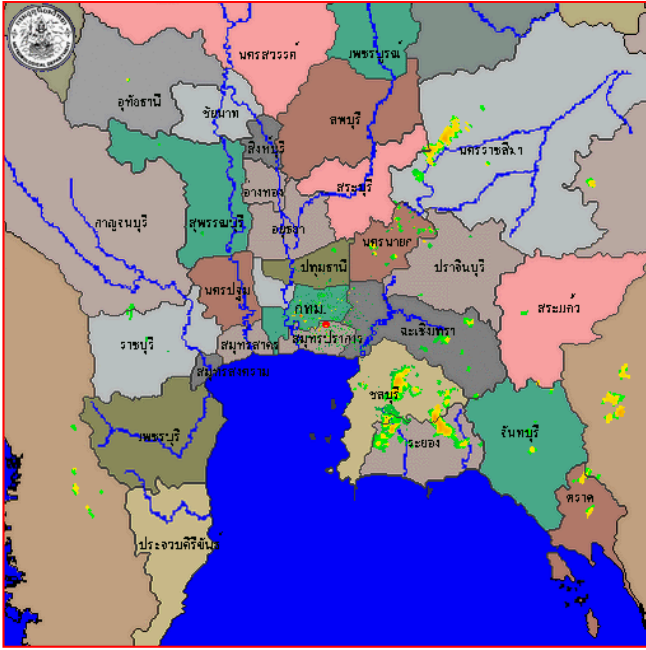 นครสวรรค์
เพชรบูรณ์
อุทัยธานี
ชัยนาท
ลพบุรี
สิงห์บุรี
นครราชสีมา
อ่างทอง
สระบุรี
กาญจนบุรี
สุพรรณบุรี
อยุธยา
นครนายก
ปทุมธานี
ปราจีนบุรี
นครปฐม
กทม.
สระแก้ว
ฉะเชิงเทรา
ราชบุรี
สมุทรสาคร
สมุทรปราการ
สมุทรสงคราม
ชลบุรี
เพชรบุรี
ระยอง
จันทบุรี
ตราด
ประจวบคีรีขันธ์